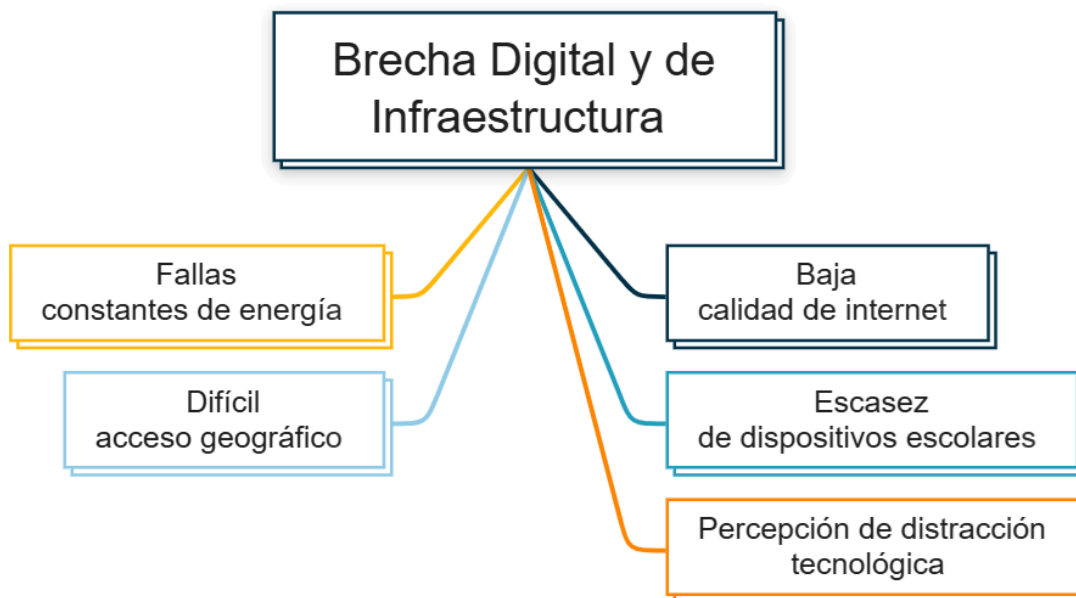 Brecha Digital y de
Infraestructura
Fallas
constantes de energía
Difícil
acceso geográfico
Baja
calidad de internet
Escasez
de dispositivos escolares
Percepción de distracción
tecnológica